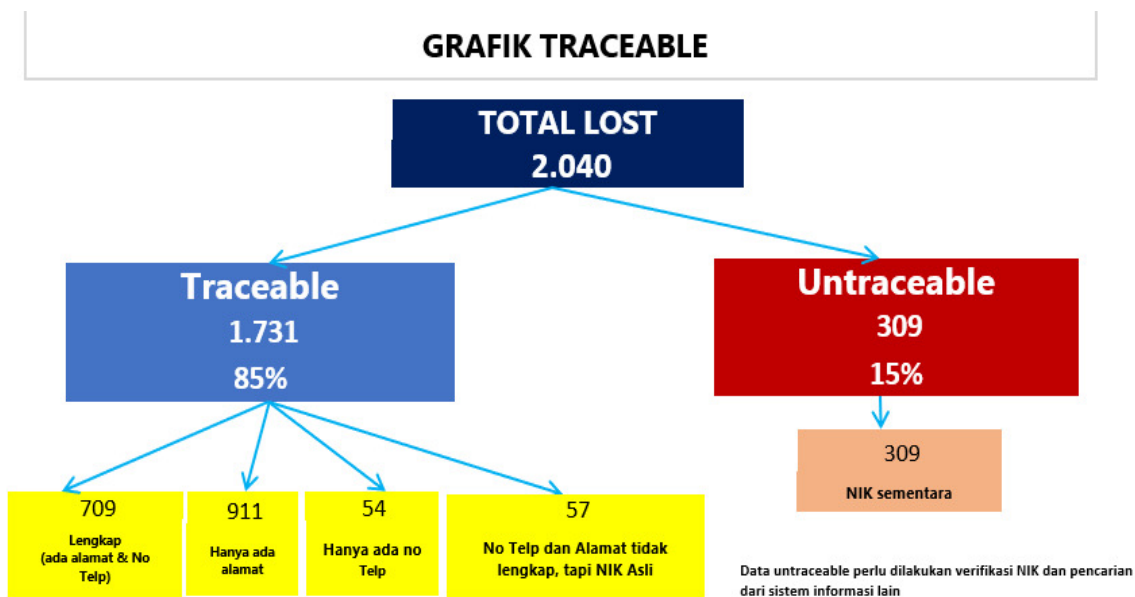 GRAFIK TRACEABLE
TOTAL LOST
2.040
Traceable
1.731
85%
Untraceable
309
15%
709
Lengkap
(ada alamat & No
Telp)
911
Hanya ada
alamat
54
Hanya ada no
Telp
57
No Telp dan Alamat tidak
lengkap, tapi NIK Asli
309
NIK sementara
Data untraceable perlu dilakukan verifikasi NIK dan pencarian
dari sistem informasi lain